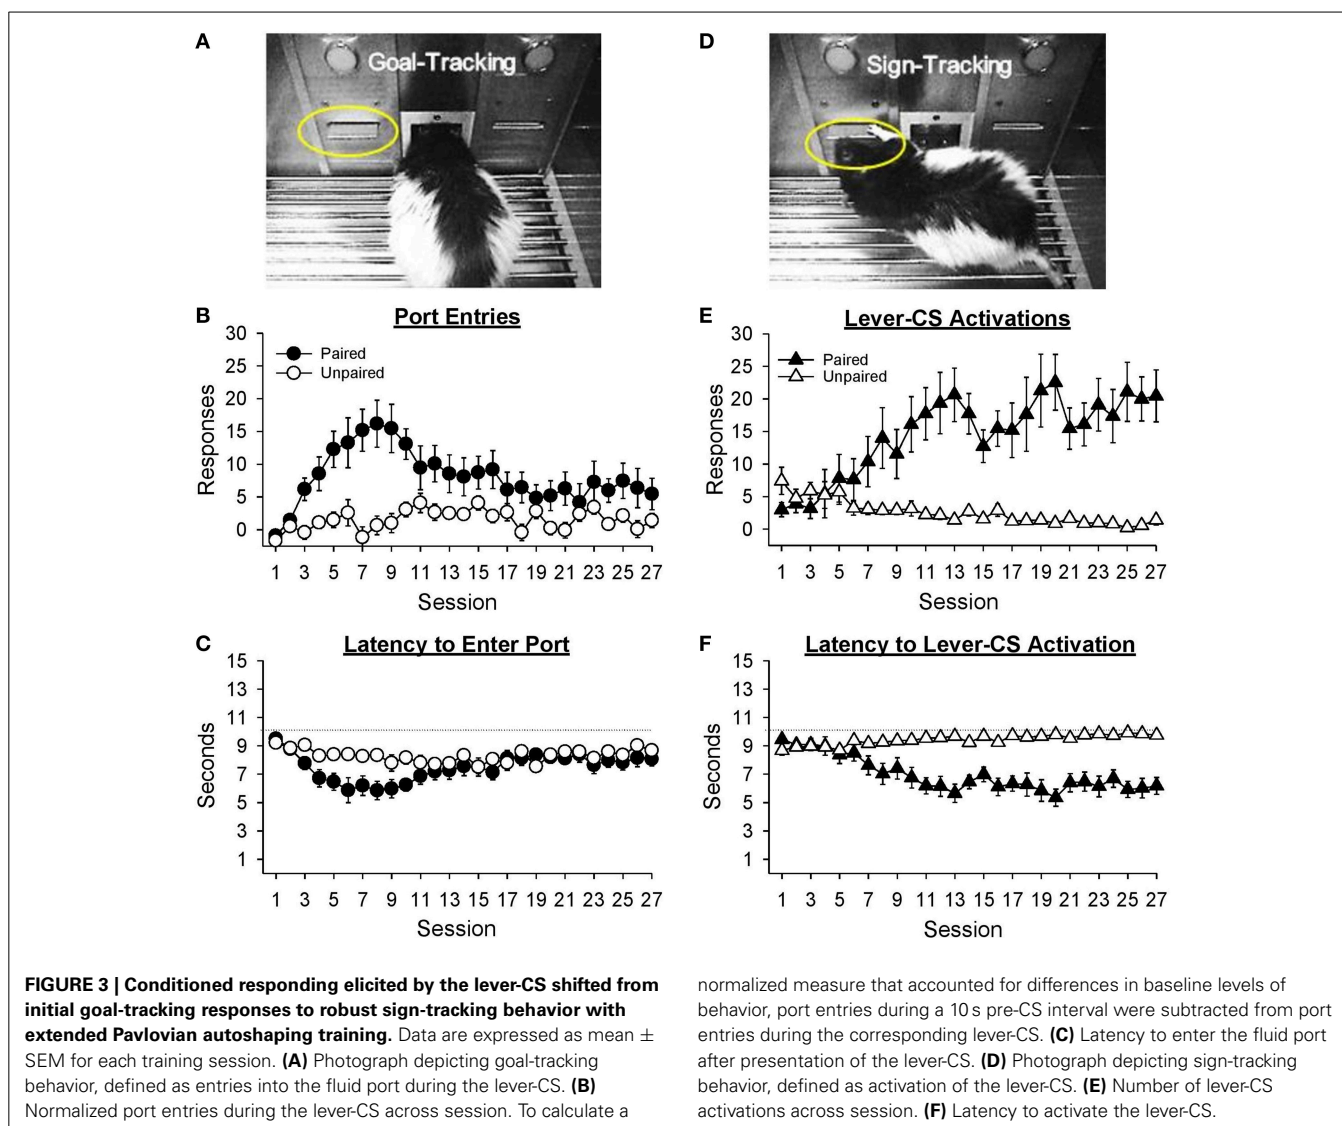 A
Goal-Tracking
D
Sign-Tracking
B
Port Entries
30
25
20
15
10
5
0
Responses
Paired
Unpaired
1 3 5 7 9 11 13 15 17 19 21 23 25 27
Session
E
Lever-CS Activations
30
25
20
15
10
5
0
Responses
Paired
Unpaired
1 3 5 7 9 11 13 15 17 19 21 23 25 27
Session
C
Latency to Enter Port
15
13
11
9
7
5
3
1
Seconds
1 3 5 7 9 11 13 15 17 19 21 23 25 27
Session
F
Latency to Lever-CS Activation
15
13
11
9
7
5
3
1
Seconds
1 3 5 7 9 11 13 15 17 19 21 23 25 27
Session
FIGURE 3 | Conditioned responding elicited by the lever-CS shifted from
initial goal-tracking responses to robust sign-tracking behavior with
extended Pavlovian autoshaping training. Data are expressed as mean ±
SEM for each training session. (A) Photograph depicting goal-tracking
behavior, defined as entries into the fluid port during the lever-CS. (B)
Normalized port entries during the lever-CS across session. To calculate a
normalized measure that accounted for differences in baseline levels of
behavior, port entries during a 10 s pre-CS interval were subtracted from port
entries during the corresponding lever-CS. (C) Latency to enter the fluid port
after presentation of the lever-CS. (D) Photograph depicting sign-tracking
behavior, defined as activation of the lever-CS. (E) Number of lever-CS
activations across session. (F) Latency to activate the lever-CS.